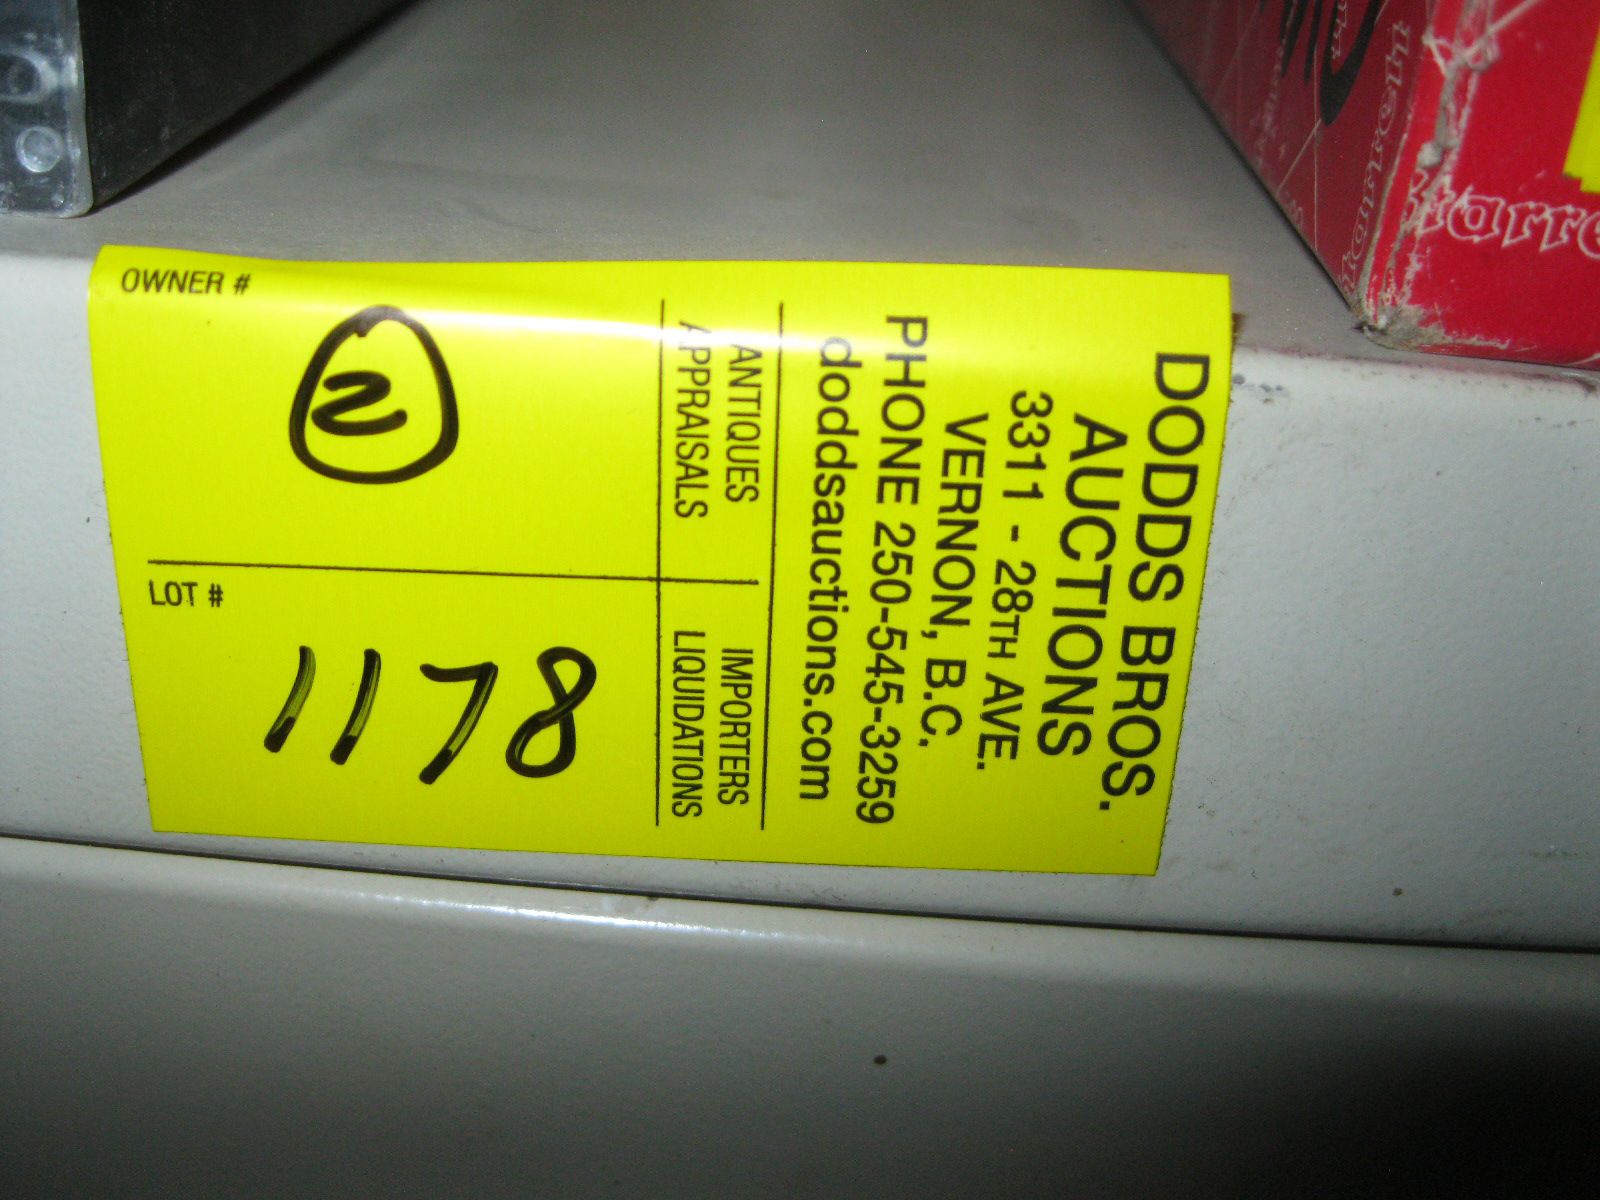 DODDS BROS.
AUCTIONS
3311 - 28TH AVE.
VERNON, B.C.
PHONE 250-545-3259
doddsauctions.com
ANTIQUES
APPRAISALS
IMPORTERS
LIQUIDATIONS
OWNER #
LOT #
1178
Starre